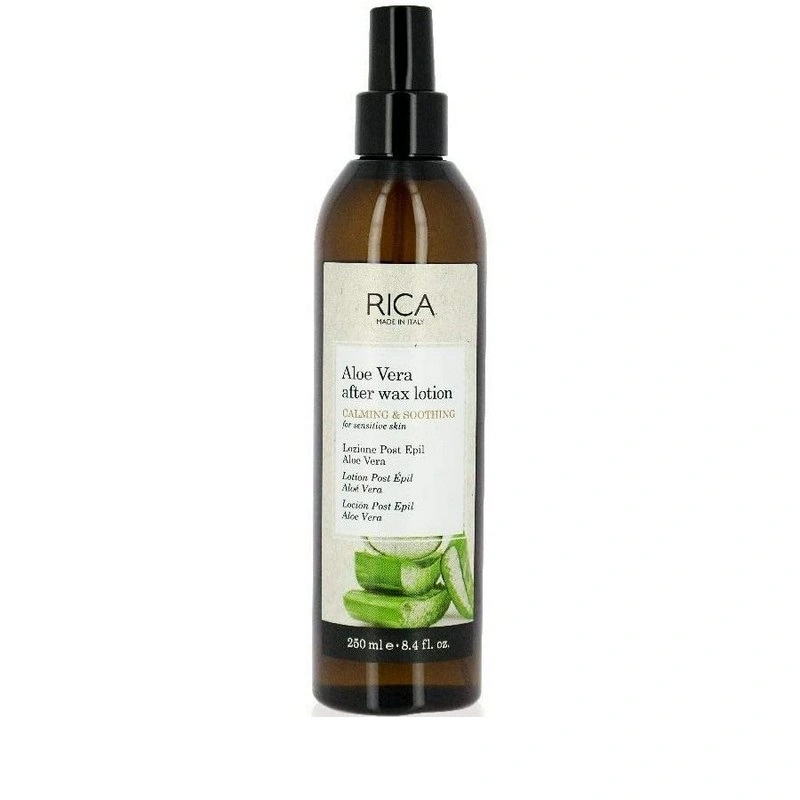 RICA
MADE IN ITALY
Aloe Vera
after wax lotion
CALMING & SOOTHING
for sensitive skin
Lozione Post Epil
Aloe Vera
Lotion Post Épil
Aloé Vera
Loción Post Epil
Aloe Vera
250 ml e • 8.4 fl. oz.